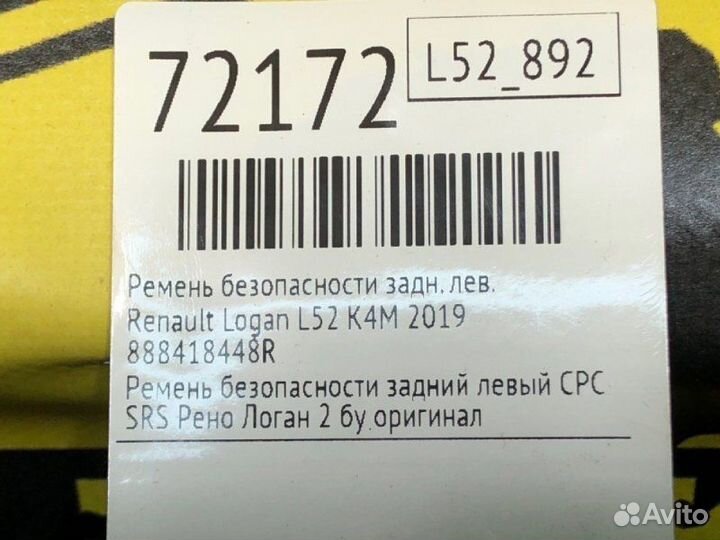 72172
L52_892
Ремень безопасности задн. лев.
Renault Logan L52 K4M 2019
888418448R
Ремень безопасности задний левый СРС
SRS Рено Логан 2 бу оригинал
Avito